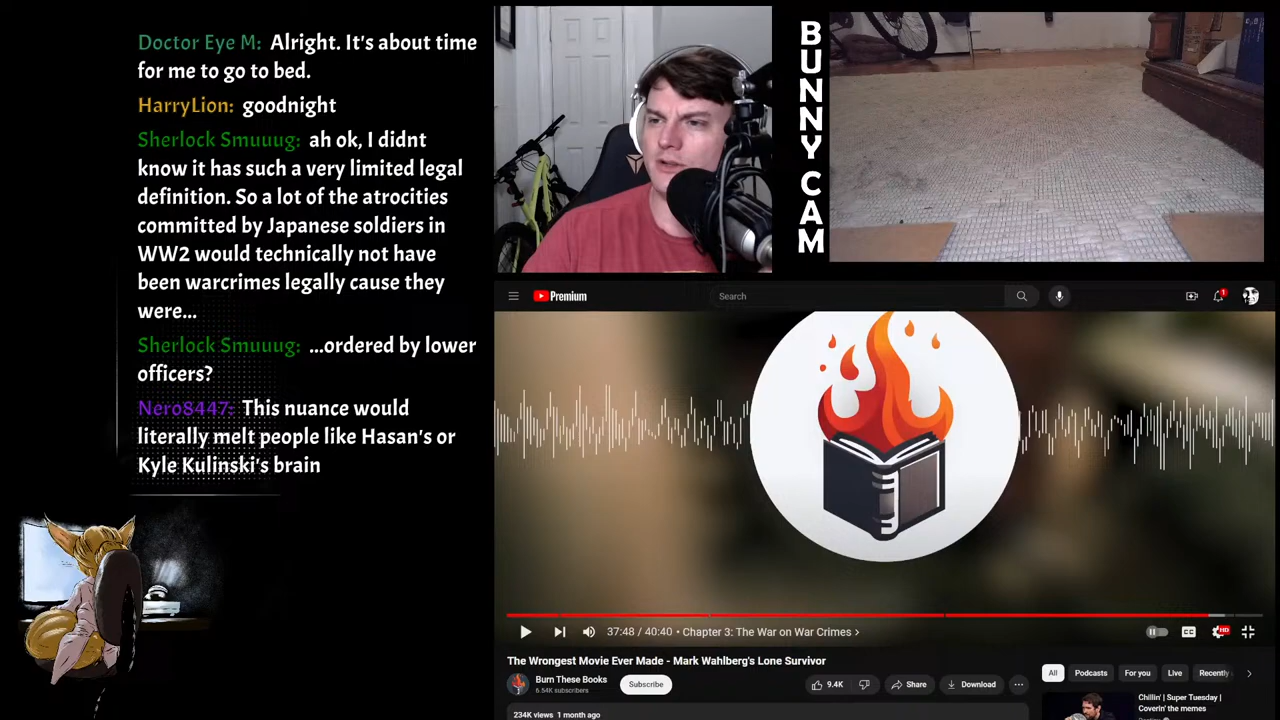 Doctor Eye M: Alright. It's about time
for me to go to bed.
HarryLion: goodnight
Sherlock Smuuug: ah ok, I didnt
know it has such a very limited legal
definition. So a lot of the atrocities
committed by Japanese soldiers in
WW2 would technically not have
been warcrimes legally cause they
were...
Sherlock Smuuug: ...ordered by lower
officers?
Nero8447: This nuance would
literally melt people like Hasan's or
Kyle Kulinski's brain
BUNNY CAM
Premium
Search
1
37:48 / 40:40 • Chapter 3: The War on War Crimes
CC
HD
The Wrongest Movie Ever Made - Mark Wahlberg's Lone Survivor
Burn These Books
6.54K subscribers
Subscribe
9.4K
Share
Download
234K views 1 month ago
All
Podcasts
For you
Live
Recently
Chillin' | Super Tuesday |
Coverin' the memes